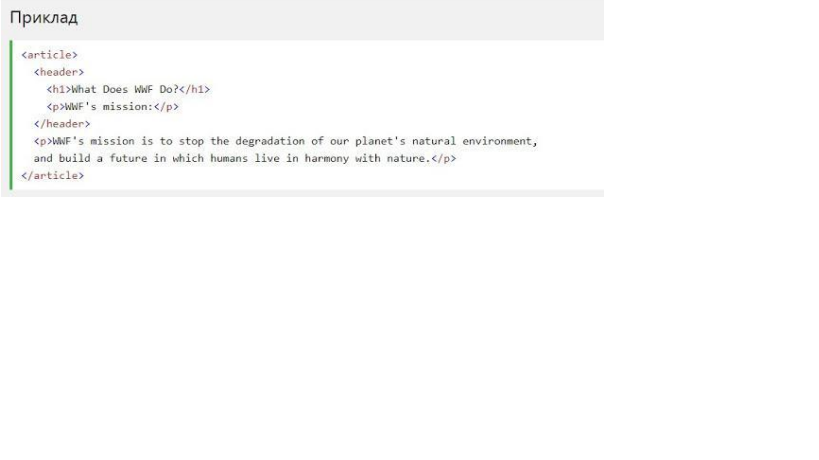 Приклад
<article>
<header>
<h1>What Does WWF Do?</h1>
<p>WWF's mission:</p>
</header>
<p>WWF's mission is to stop the degradation of our planet's natural environment,
and build a future in which humans live in harmony with nature.</p>
</article>